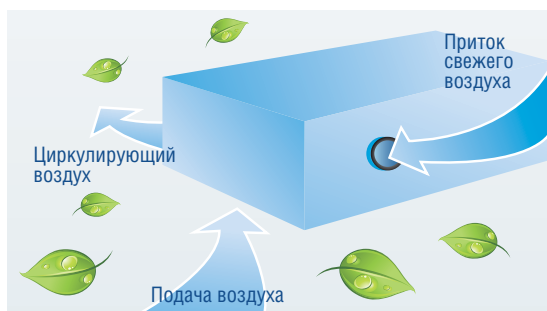 Приток
свежего
воздуха
Циркулирующий
воздух
Подача воздуха